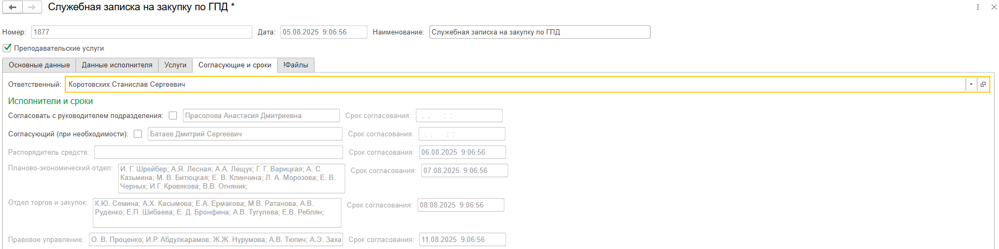 Служебная записка на закупку по ГПД *
Номер: 1877 Дата: 05.08.2025 9:06:56 Наименование: Служебная записка на закупку по ГПД
Преподавательские услуги
Основные данные Данные исполнителя Услуги Согласующие и сроки !Файлы
Ответственный: Коротовских Станислав Сергеевич
Исполнители и сроки
Согласовать с руководителем подразделения: Прасолова Анастасия Дмитриевна Срок согласования: . . : :
Согласующий (при необходимости): Батаев Дмитрий Сергеевич Срок согласования: . . : :
Распорядитель средств: Срок согласования: 06.08.2025 9:06:56
Планово-экономический отдел: И. Г. Шрейбер; А.Я. Лесная; А.А. Лещук; Г. Г. Варицкая; А. С. Срок согласования: 07.08.2025 9:06:56
Казьмина; М. В. Битюцкая; Е. В. Клинчина; Л. А. Морозова; Е. В.
Черных; И.Г. Кровякова; В.В. Огняник;
Отдел торгов и закупок: К.Ю. Семина; А.Х. Касымова; Е.А. Ермакова; М.В. Ратанова; А.В. Срок согласования: 08.08.2025 9:06:56
Руденко; Е.П. Шибаева; Е. Д. Бронфина; А.В. Тугулева; Е.В. Реблян;
Правовое управление: О. В. Проценко; И.Р. Абдулкарамов; Ж.Ж. Нурумова; А.В. Тюпич; А.Э. Заха Срок согласования: 11.08.2025 9:06:56